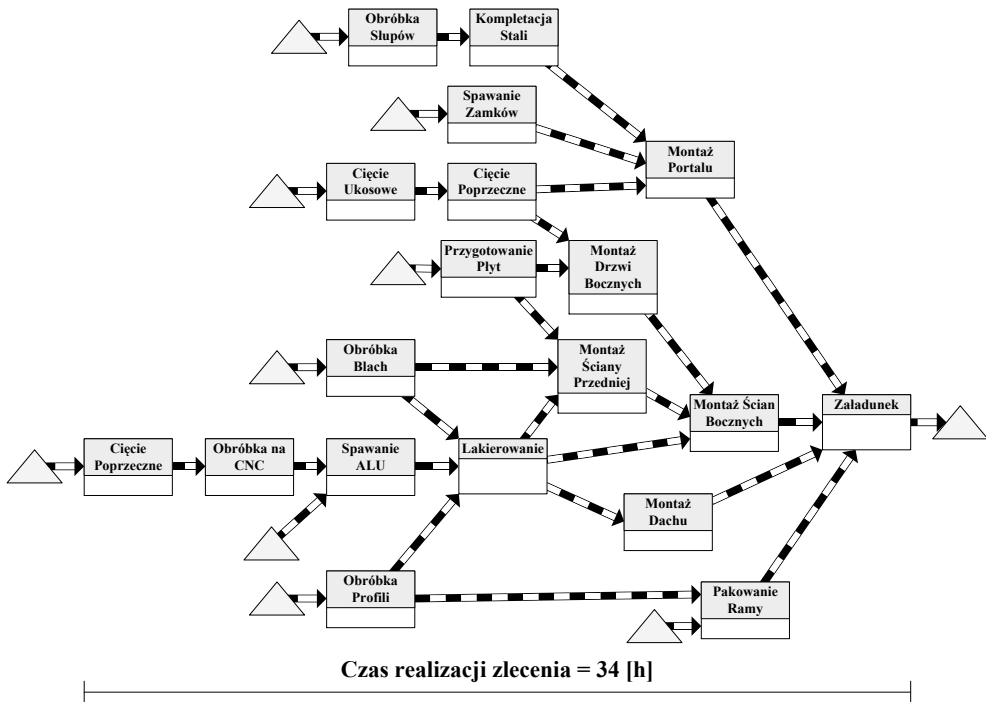 Obróbka
Słupów
Kompletacja
Stali
Spawanie
Zamków
Montaż
Portalu
Cięcie
Ukosowe
Cięcie
Poprzeczne
Przygotowanie
Płyt
Montaż
Drzwi
Bocznych
Obróbka
Blach
Montaż
Ściany
Przedniej
Montaż Ścian
Bocznych
Załadunek
Cięcie
Poprzeczne
Obróbka na
CNC
Spawanie
ALU
Lakierowanie
Montaż
Dachu
Obróbka
Profili
Pakowanie
Ramy
Czas realizacji zlecenia = 34 [h]